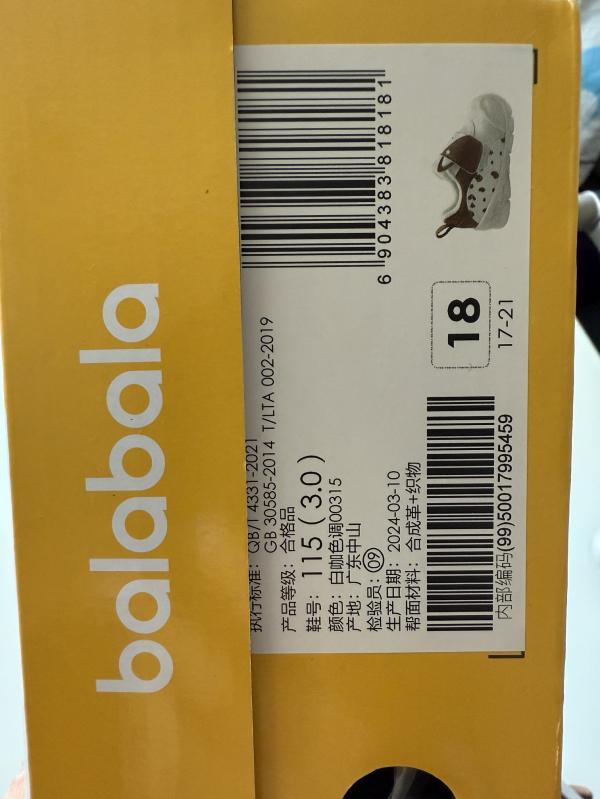 balabala
6 904383 818181
执行标准： QB/T 4331-2021
GB 30585-2014 T/LTA 002-2019
产品等级：合格品
鞋号：115（3.0）
颜色：白咖色调00315
产地：广东中山
检验员：09
生产日期：2024-03-10
帮面材料：合成革+织物
18
17-21
内部编码(99)50017995459